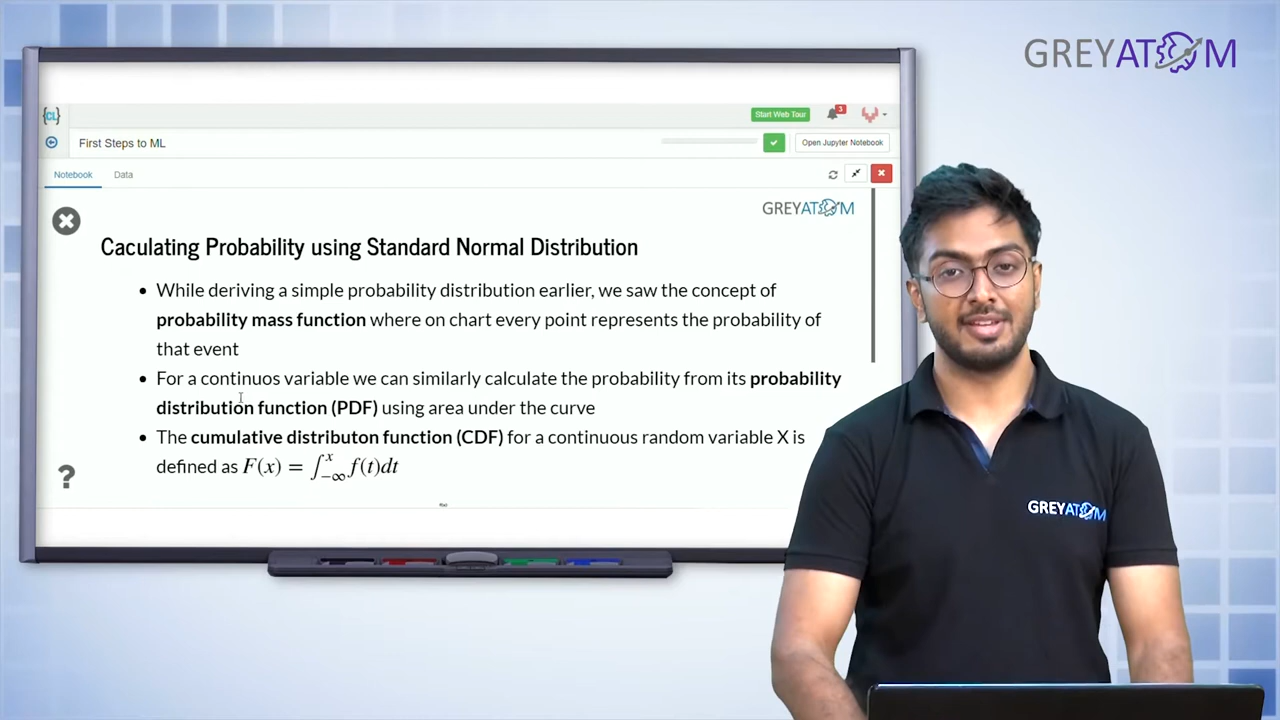 GREYATOM
{CL}
Start Web Tour
3
First Steps to ML
Open Jupyter Notebook
Notebook
Data
GREYATOM
Caculating Probability using Standard Normal Distribution
While deriving a simple probability distribution earlier, we saw the concept of
probability mass function where on chart every point represents the probability of
that event
For a continuos variable we can similarly calculate the probability from its probability
distribution function (PDF) using area under the curve
The cumulative distributon function (CDF) for a continuous random variable X is
defined as F(x) = ∫_{-∞}^{x} f(t)dt
?
GREYATOM